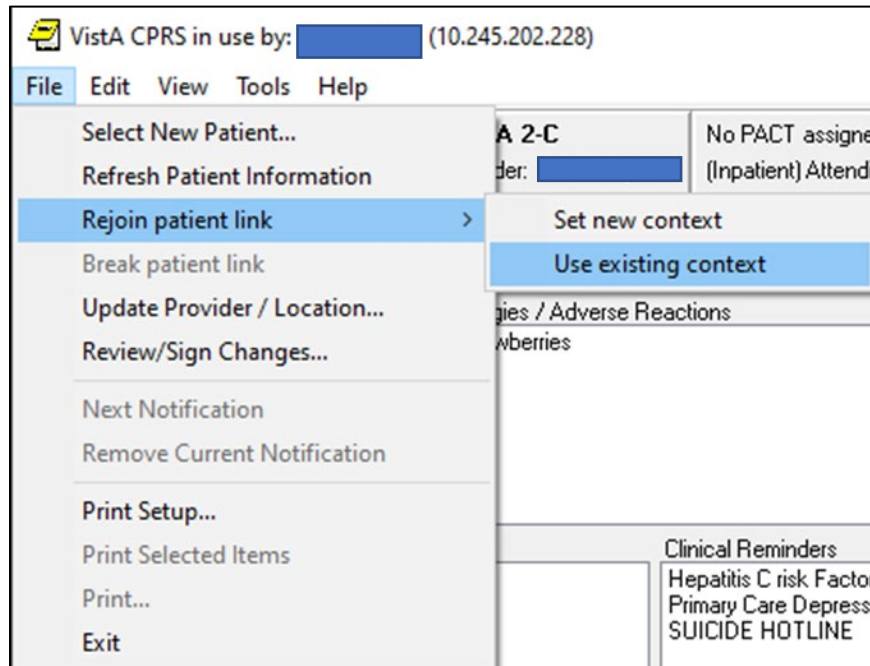 VistA CPRS in use by: (10.245.202.228)
File Edit View Tools Help
Select New Patient...
Refresh Patient Information
Rejoin patient link >
Break patient link
Update Provider / Location...
Review/Sign Changes...
Next Notification
Remove Current Notification
Print Setup...
Print Selected Items
Print...
Exit
A 2-C
der:
No PACT assigne
(Inpatient) Attendi
Set new context
Use existing context
gies / Adverse Reactions
wberries
Clinical Reminders
Hepatitis C risk Factor
Primary Care Depress
SUICIDE HOTLINE